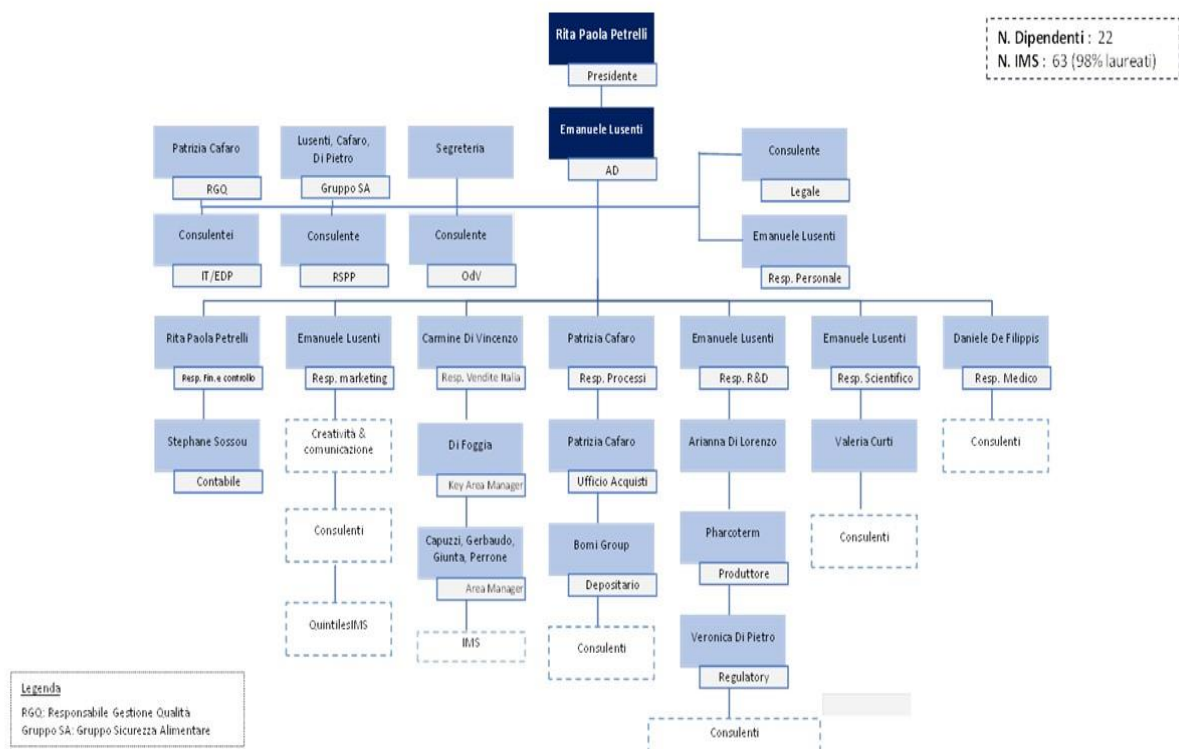 Rita Paola Petrelli
Presidente
N. Dipendenti : 22
N. IMS : 63 (98% laureati)
Emanuele Lusenti
AD
Patrizia Cafaro
RGQ
Lusenti, Cafaro,
Di Pietro
Gruppo SA
Segreteria
Consulente
Legale
Consulentei
IT/EDP
Consulente
RSPP
Consulente
OdV
Emanuele Lusenti
Resp. Personale
Rita Paola Petrelli
Resp. Fin. e controllo
Emanuele Lusenti
Resp. marketing
Carmine Di Vincenzo
Resp. Vendite Italia
Patrizia Cafaro
Resp. Processi
Emanuele Lusenti
Resp. R&D
Emanuele Lusenti
Resp. Scientifico
Daniele De Filippis
Resp. Medico
Stephane Sossou
Contabile
Creatività &
comunicazione
Di Foggia
Key Area Manager
Patrizia Cafaro
Ufficio Acquisti
Arianna Di Lorenzo
Valeria Curti
Consulenti
Consulenti
Capuzzi, Gerbaudo,
Giunta, Perrone
Area Manager
Bomi Group
Depositario
Pharcoterm
Produttore
Consulenti
QuintilesIMS
IMS
Consulenti
Veronica Di Pietro
Regulatory
Consulenti
Legenda
RGQ: Responsabile Gestione Qualità
Gruppo SA: Gruppo Sicurezza Alimentare